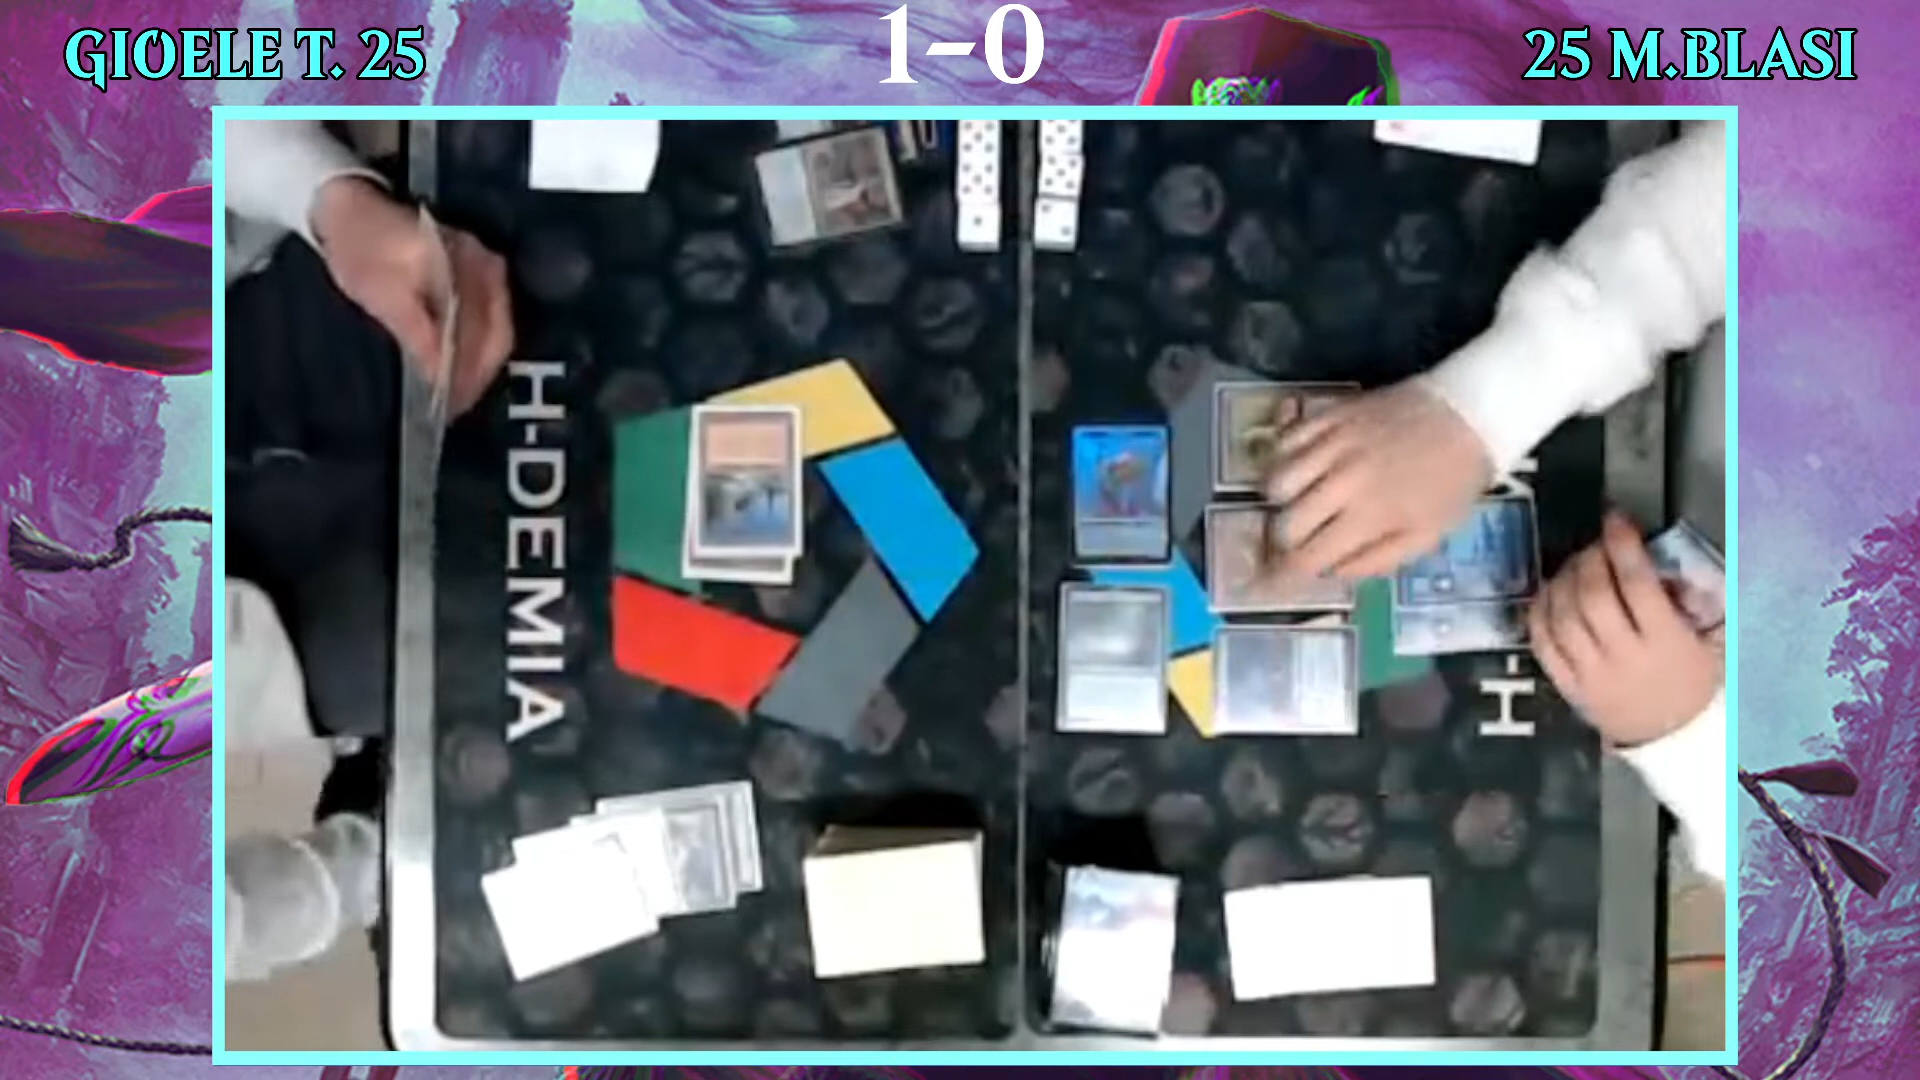 GIOELE T. 25
1-0
25 M.BLASI
H-DEMIA
H-